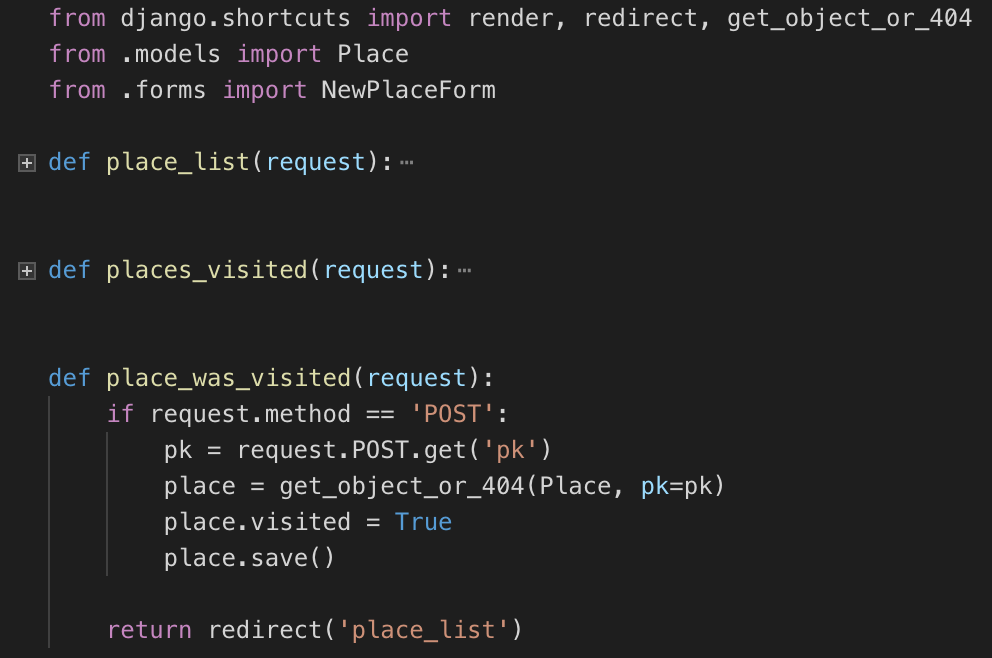 from django.shortcuts import render, redirect, get_object_or_404
from .models import Place
from .forms import NewPlaceForm
def place_list(request):⋯
def places_visited(request):⋯
def place_was_visited(request):
    if request.method == 'POST':
        pk = request.POST.get('pk')
        place = get_object_or_404(Place, pk=pk)
        place.visited = True
        place.save()
    return redirect('place_list')